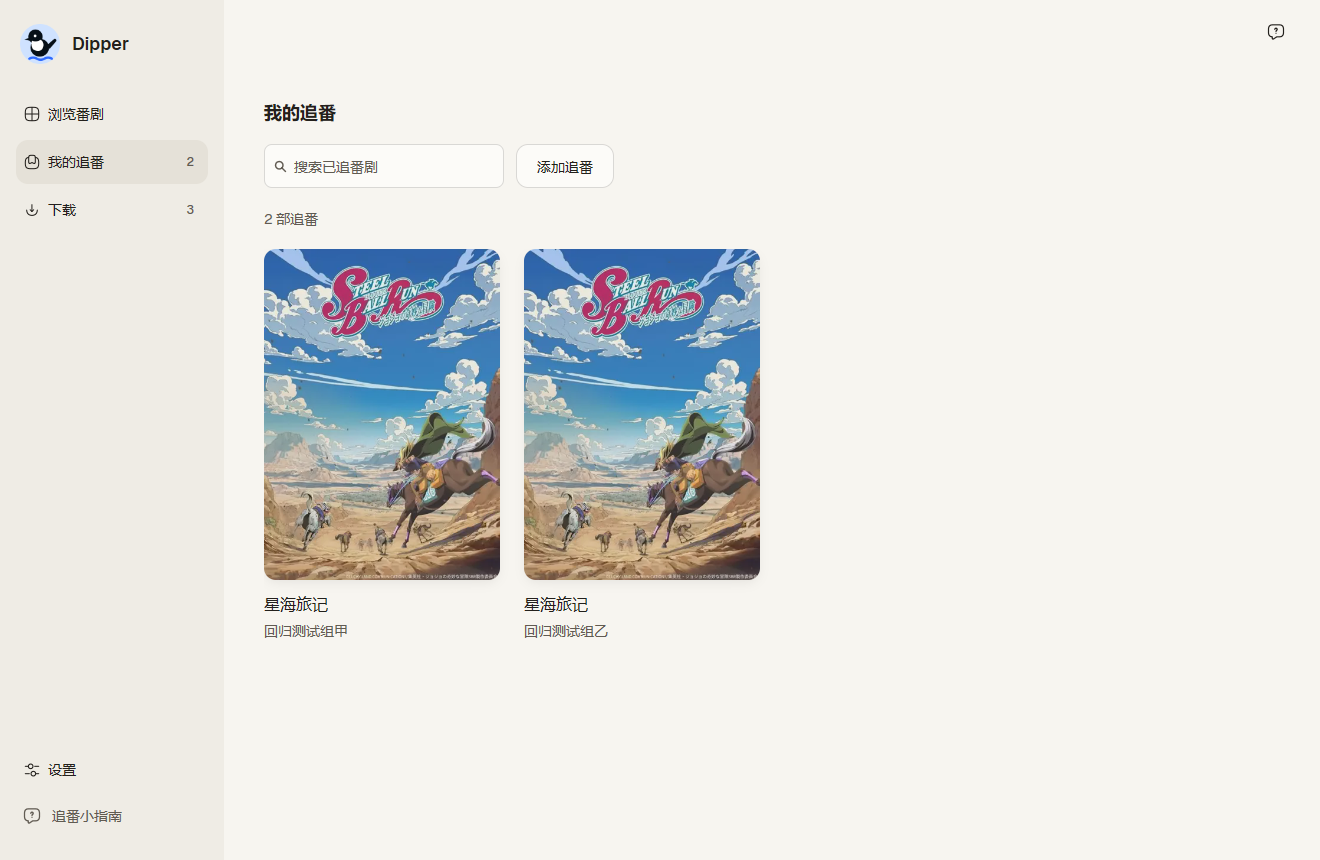 Dipper
浏览番剧
我的追番 2
下载 3
设置
追番小指南
我的追番
搜索已追番剧
添加追番
2 部追番
STEEL
BALL RUN
STEEL
BALL RUN
星海旅记
回归测试组甲
星海旅记
回归测试组乙